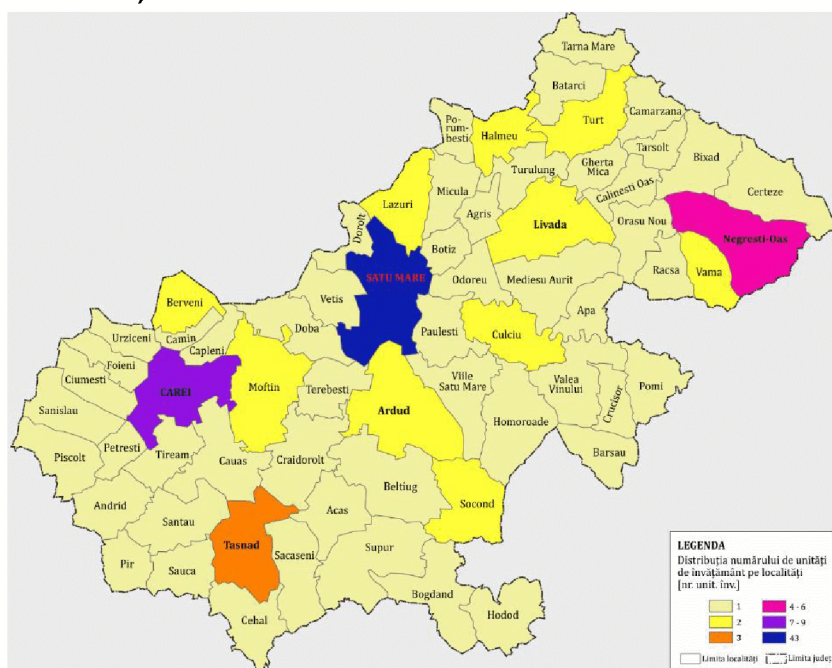 Tarna Mare
Batarci
Po-
rum-
besti
Halmeu
Turt
Camarzana
Tarsolt
Bixad
Turulung
Gherta
Mica
Calinesti Oas
Certeze
Micula
Lazuri
Dorolt
Agris
Livada
Orasu Nou
Negresti-Oas
Botiz
SATU MARE
Odoreu
Mediesu Aurit
Racsa
Vama
Berveni
Vetis
Apa
Urziceni
Camin
Doba
Paulesti
Culciu
Foieni
Capleni
Ciumesti
CAREI
Moftin
Terebesti
Viile
Satu Mare
Valea
Vinului
Crucisor
Pomi
Sanislau
Ardud
Homoroade
Petresti
Tiream
Barsau
Piscolt
Cauas
Craidorolt
Beltiug
Andrid
Santau
Acas
Socond
Tasnad
Pir
Sauca
Sacaseni
Supur
Bogdand
Hodod
Cehal
LEGENDA
Distribuția numărului de unități
de învățământ pe localități
[nr. unit. înv.]
1 4 - 6
2 7 - 9
3 43
Limita localități Limita județ